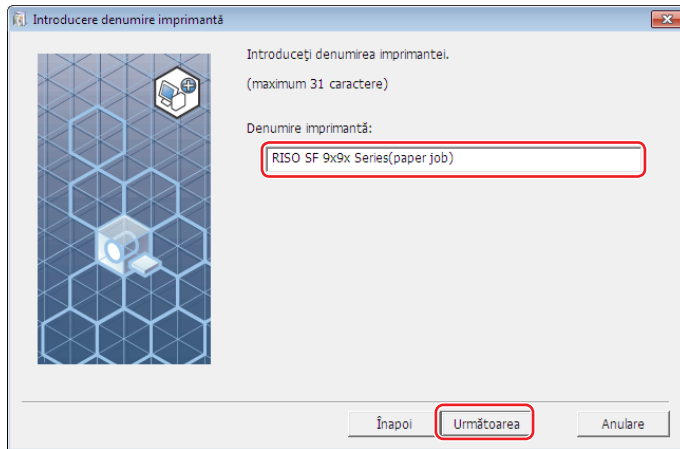 Introducere denumire imprimantă
Introduceți denumirea imprimantei.
(maximum 31 caractere)
Denumire imprimantă:
RISO SF 9x9x Series(paper job)
Înapoi
Următoarea
Anulare